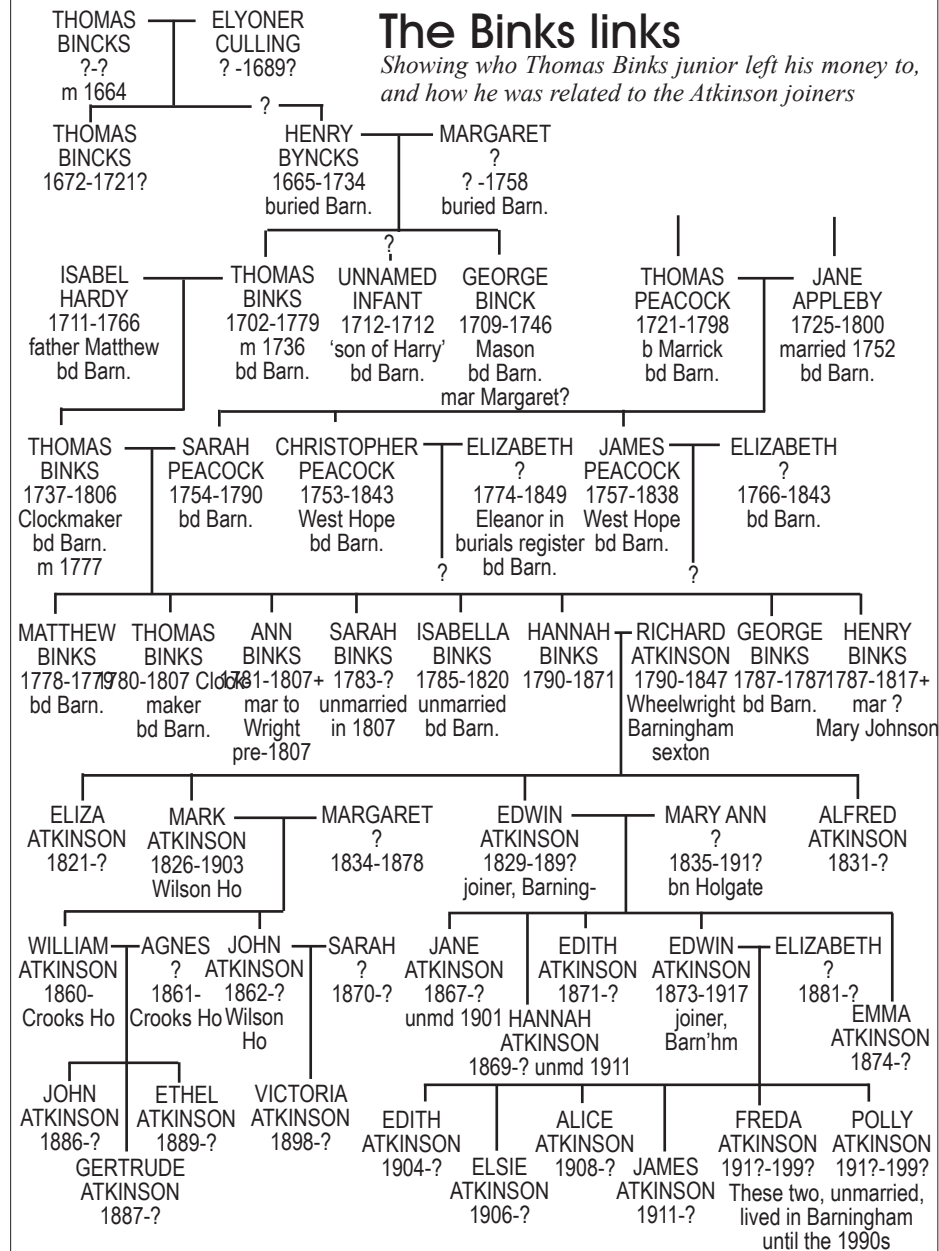 The Binks links
Showing who Thomas Binks junior left his money to,
and how he was related to the Atkinson joiners
THOMAS
BINCKS
?-?
m 1664
ELYONER
CULLING
? -1689?
?
THOMAS
BINCKS
1672-1721?
HENRY
BYNCKS
1665-1734
buried Barn.
MARGARET
?
? -1758
buried Barn.
?
ISABEL
HARDY
1711-1766
father Matthew
bd Barn.
THOMAS
BINKS
1702-1779
m 1736
bd Barn.
UNNAMED
INFANT
1712-1712
‘son of Harry’
bd Barn.
GEORGE
BINCK
1709-1746
Mason
bd Barn.
mar Margaret?
THOMAS
PEACOCK
1721-1798
b Marrick
bd Barn.
JANE
APPLEBY
1725-1800
married 1752
bd Barn.
THOMAS
BINKS
1737-1806
Clockmaker
bd Barn.
m 1777
SARAH
PEACOCK
1754-1790
bd Barn.
CHRISTOPHER
PEACOCK
1753-1843
West Hope
bd Barn.
ELIZABETH
?
1774-1849
Eleanor in
burials register
bd Barn.
JAMES
PEACOCK
1757-1838
West Hope
bd Barn.
ELIZABETH
?
1766-1843
bd Barn.
?
?
MATTHEW
BINKS
1778-1779
bd Barn.
THOMAS
BINKS
1780-1807 Clock-
maker
bd Barn.
ANN
BINKS
1781-1807+
mar to
Wright
pre-1807
SARAH
BINKS
1783-?
unmarried
in 1807
ISABELLA
BINKS
1785-1820
unmarried
bd Barn.
HANNAH
BINKS
1790-1871
RICHARD
ATKINSON
1790-1847
Wheelwright
Barningham
sexton
GEORGE
BINKS
1787-1787
bd Barn.
HENRY
BINKS
1787-1817+
mar ?
Mary Johnson
ELIZA
ATKINSON
1821-?
MARK
ATKINSON
1826-1903
Wilson Ho
MARGARET
?
1834-1878
EDWIN
ATKINSON
1829-189?
joiner, Barning-
MARY ANN
?
1835-191?
bn Holgate
ALFRED
ATKINSON
1831-?
WILLIAM
ATKINSON
1860-
Crooks Ho
AGNES
?
1861-
Crooks Ho
JOHN
ATKINSON
1862-?
Wilson
Ho
SARAH
?
1870-?
JANE
ATKINSON
1867-?
unmd 1901
HANNAH
ATKINSON
1869-? unmd 1911
EDITH
ATKINSON
1871-?
EDWIN
ATKINSON
1873-1917
joiner,
Barn’hm
ELIZABETH
?
1881-?
EMMA
ATKINSON
1874-?
JOHN
ATKINSON
1886-?
GERTRUDE
ATKINSON
1887-?
ETHEL
ATKINSON
1889-?
VICTORIA
ATKINSON
1898-?
EDITH
ATKINSON
1904-?
ELSIE
ATKINSON
1906-?
ALICE
ATKINSON
1908-?
JAMES
ATKINSON
1911-?
FREDA
ATKINSON
191?-199?
POLLY
ATKINSON
191?-199?
These two, unmarried,
lived in Barningham
until the 1990s